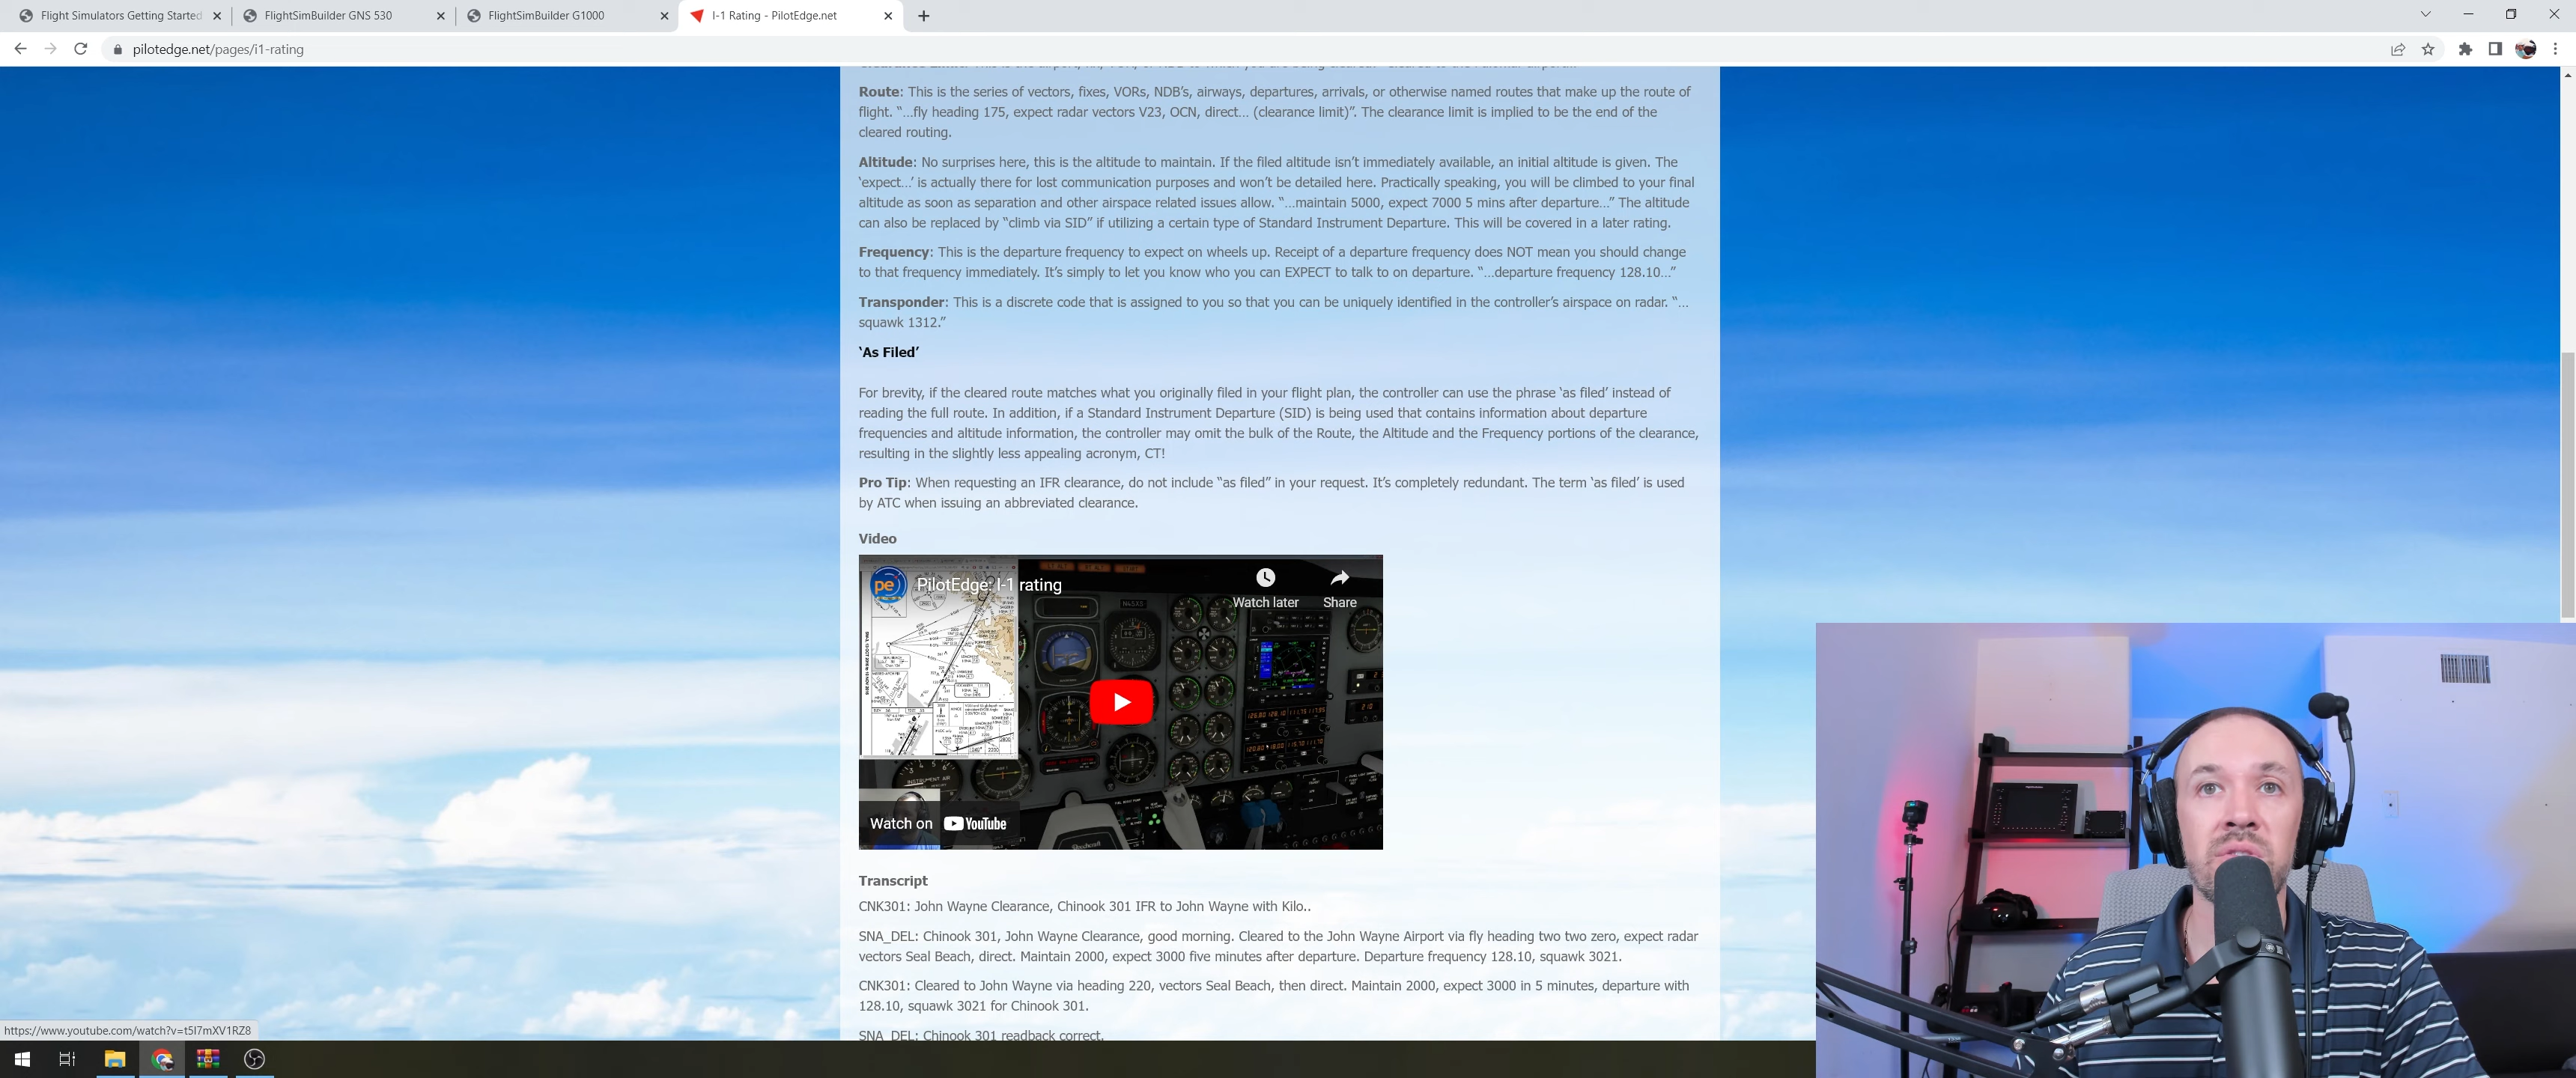 Flight Simulators Getting Started
FlightSimBuilder GNS 530
FlightSimBuilder G1000
I-1 Rating - PilotEdge.net
pilotedge.net/pages/i1-rating
Route: This is the series of vectors, fixes, VORs, NDB's, airways, departures, arrivals, or otherwise named routes that make up the route of
flight. “…fly heading 175, expect radar vectors V23, OCN, direct… (clearance limit)”. The clearance limit is implied to be the end of the
cleared routing.
Altitude: No surprises here, this is the altitude to maintain. If the filed altitude isn’t immediately available, an initial altitude is given. The
‘expect…’ is actually there for lost communication purposes and won’t be detailed here. Practically speaking, you will be climbed to your final
altitude as soon as separation and other airspace related issues allow. “…maintain 5000, expect 7000 5 mins after departure…” The altitude
can also be replaced by “climb via SID” if utilizing a certain type of Standard Instrument Departure. This will be covered in a later rating.
Frequency: This is the departure frequency to expect on wheels up. Receipt of a departure frequency does NOT mean you should change
to that frequency immediately. It’s simply to let you know who you can EXPECT to talk to on departure. “…departure frequency 128.10…”
Transponder: This is a discrete code that is assigned to you so that you can be uniquely identified in the controller’s airspace on radar. “…
squawk 1312.”
‘As Filed’
For brevity, if the cleared route matches what you originally filed in your flight plan, the controller can use the phrase ‘as filed’ instead of
reading the full route. In addition, if a Standard Instrument Departure (SID) is being used that contains information about departure
frequencies and altitude information, the controller may omit the bulk of the Route, the Altitude and the Frequency portions of the clearance,
resulting in the slightly less appealing acronym, CT!
Pro Tip: When requesting an IFR clearance, do not include “as filed” in your request. It’s completely redundant. The term ‘as filed’ is used
by ATC when issuing an abbreviated clearance.
Video
pe
PilotEdge: I-1 rating
Watch later
Share
Watch on YouTube
Transcript
CNK301: John Wayne Clearance, Chinook 301 IFR to John Wayne with Kilo..
SNA_DEL: Chinook 301, John Wayne Clearance, good morning. Cleared to the John Wayne Airport via fly heading two two zero, expect radar
vectors Seal Beach, direct. Maintain 2000, expect 3000 five minutes after departure. Departure frequency 128.10, squawk 3021.
CNK301: Cleared to John Wayne via heading 220, vectors Seal Beach, then direct. Maintain 2000, expect 3000 in 5 minutes, departure with
128.10, squawk 3021 for Chinook 301.
SNA_DEL: Chinook 301 readback correct.
https://www.youtube.com/watch?v=t5I7mXV1RZ8